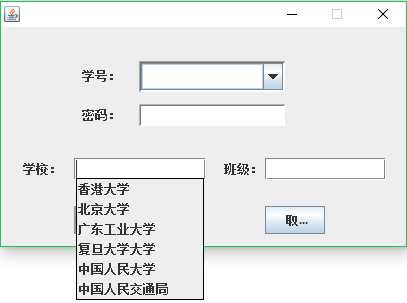 学号：
密码：
学校：
班级：
香港大学
北京大学
广东工业大学
复旦大学大学
中国人民大学
中国人民交通局
取...